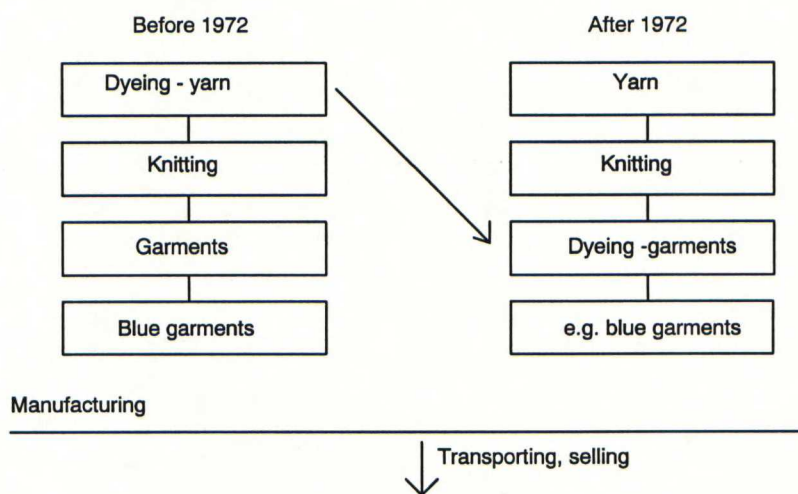 Before 1972
Dyeing - yarn
Knitting
Garments
Blue garments
After 1972
Yarn
Knitting
Dyeing -garments
e.g. blue garments
Manufacturing
Transporting, selling